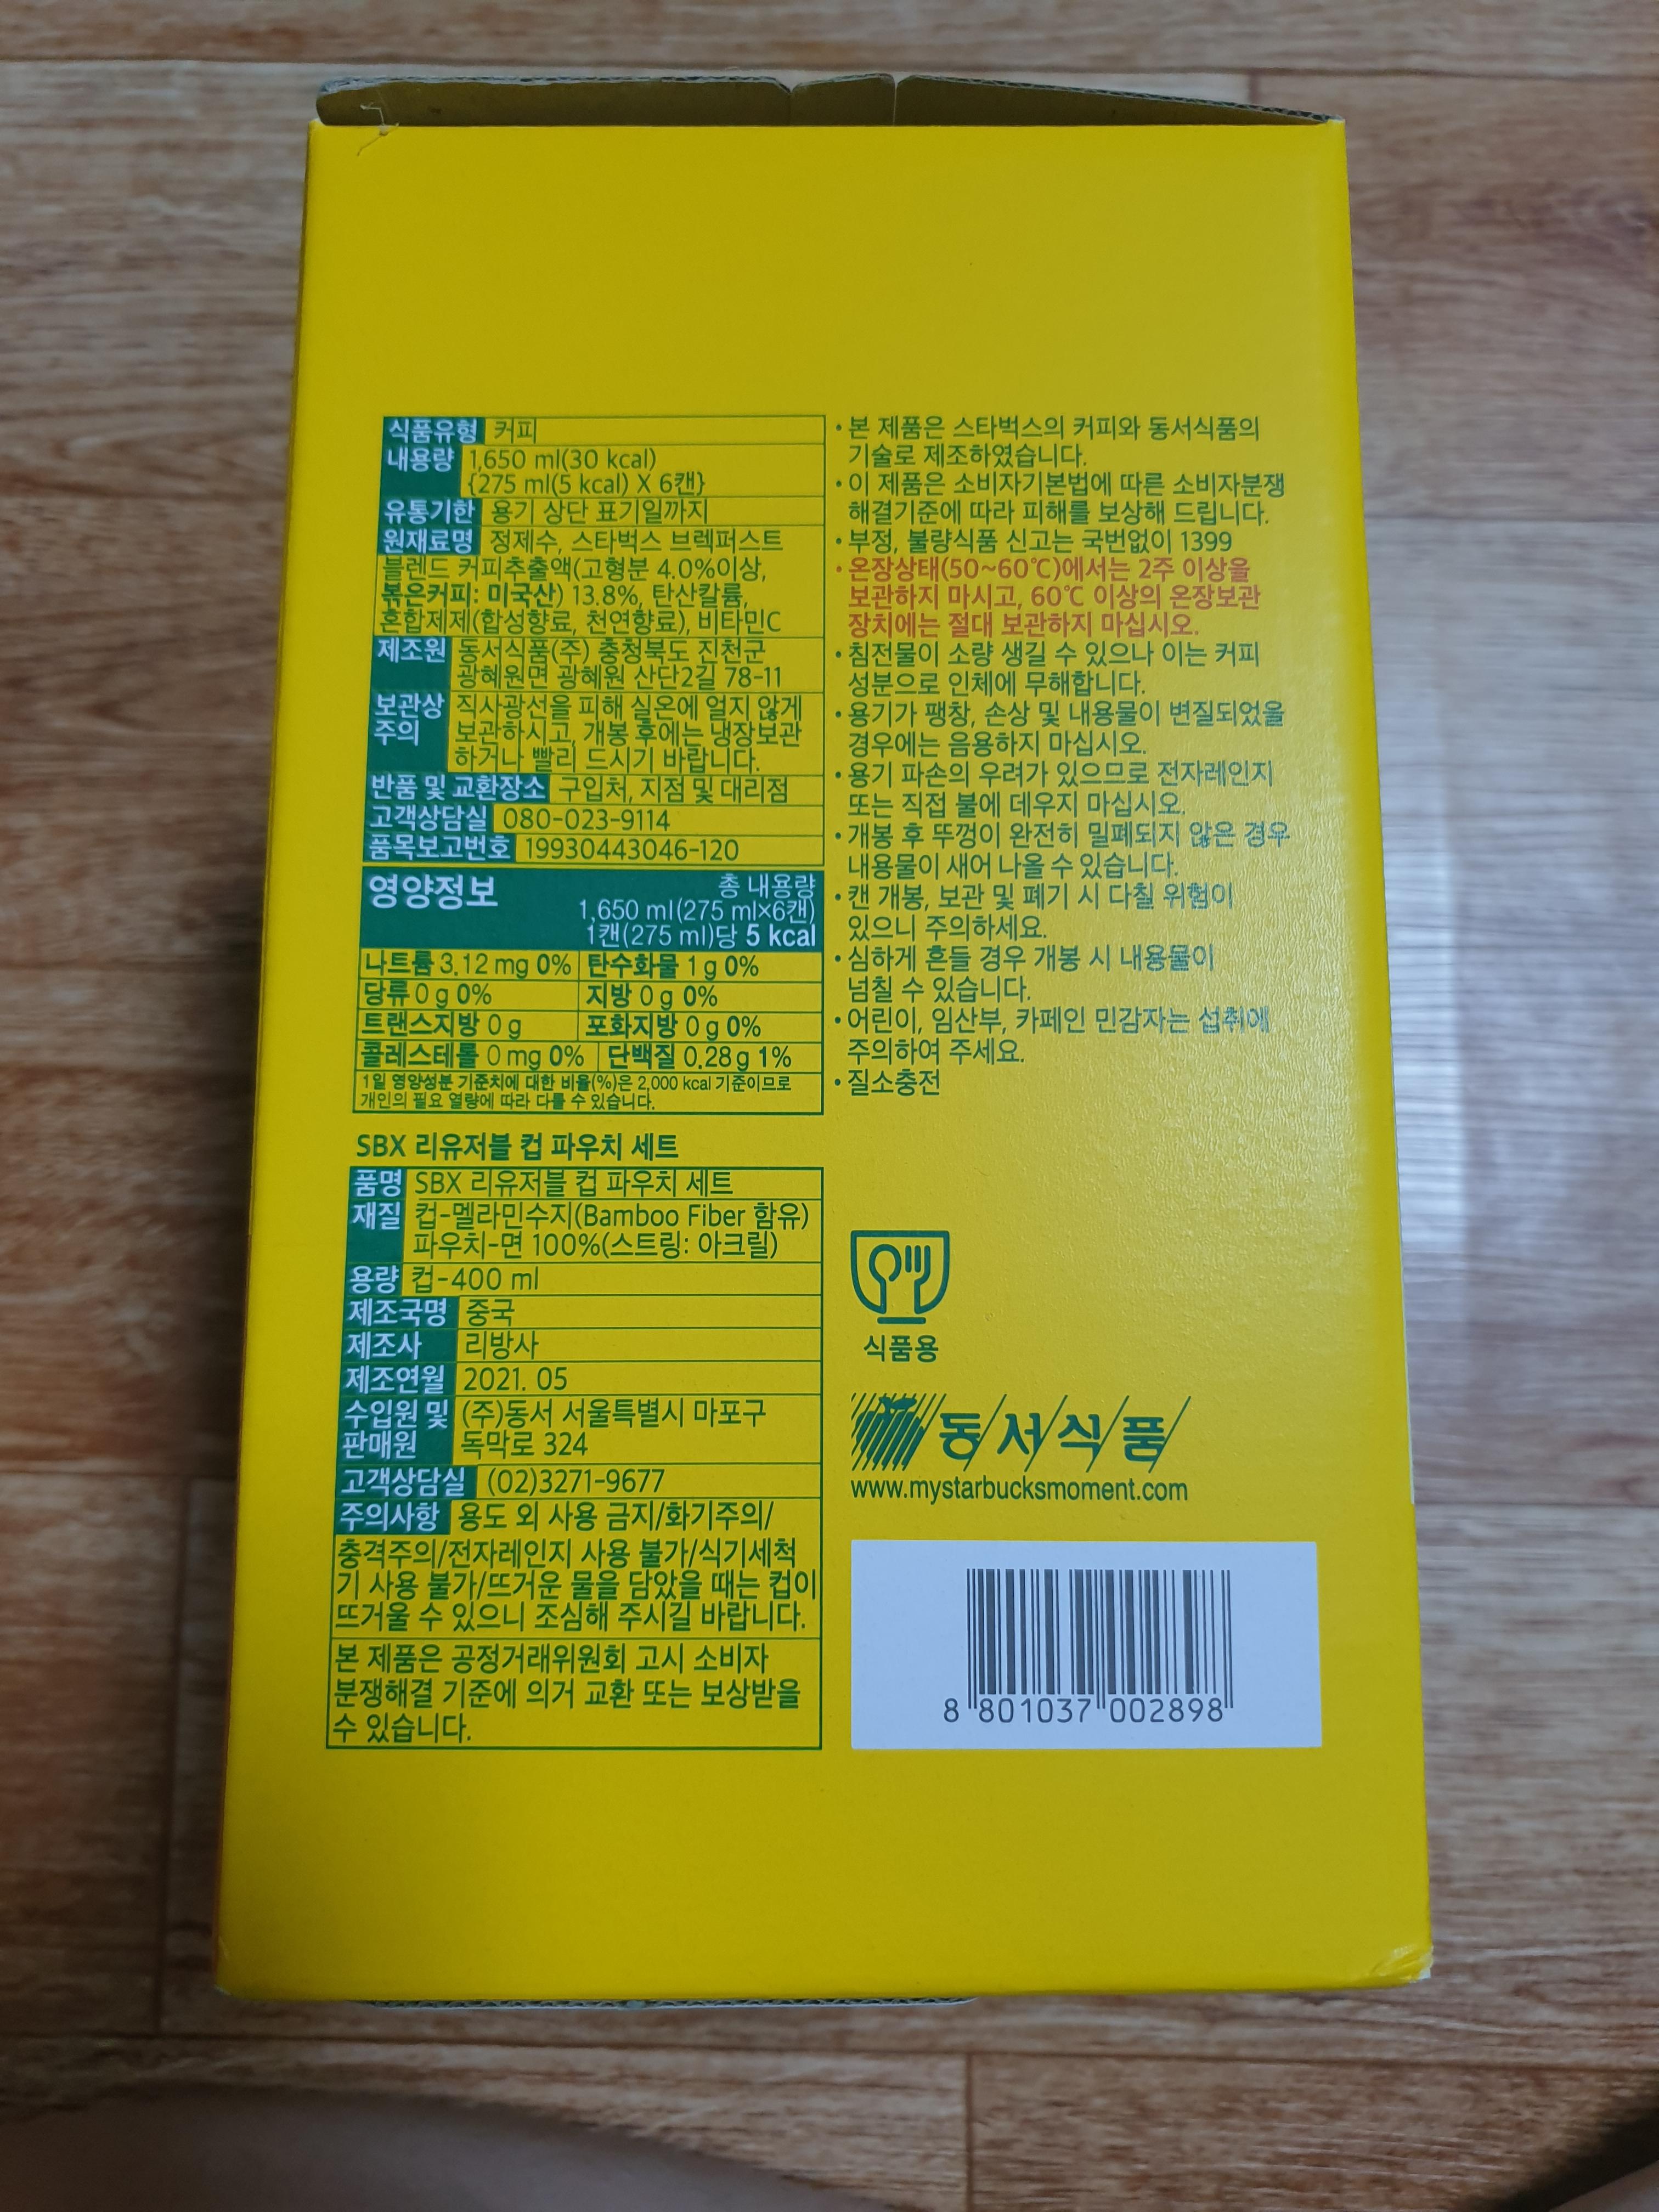 식품유형 커피
내용량 1,650 ml(30 kcal)
{275 ml(5 kcal) X 6캔}
유통기한 용기 상단 표기일까지
원재료명 정제수, 스타벅스 브렉퍼스트
블렌드 커피추출액(고형분 4.0%이상,
볶은커피: 미국산) 13.8%, 탄산칼륨,
혼합제제(합성향료, 천연향료), 비타민C
제조원 동서식품(주) 충청북도 진천군
광혜원면 광혜원 산단2길 78-11
보관상 주의 직사광선을 피해 실온에 얼지 않게
보관하시고, 개봉 후에는 냉장보관
하거나 빨리 드시기 바랍니다.
반품 및 교환장소 구입처, 지점 및 대리점
고객상담실 080-023-9114
품목보고번호 19930443046-120
영양정보 총 내용량
1,650 ml(275 ml×6캔)
1캔(275 ml)당 5 kcal
나트륨 3.12 mg 0% 탄수화물 1 g 0%
당류 0 g 0% 지방 0 g 0%
트랜스지방 0 g 포화지방 0 g 0%
콜레스테롤 0 mg 0% 단백질 0.28 g 1%
1일 영양성분 기준치에 대한 비율(%)은 2,000 kcal 기준이므로
개인의 필요 열량에 따라 다를 수 있습니다.
SBX 리유저블 컵 파우치 세트
품명 SBX 리유저블 컵 파우치 세트
재질 컵-멜라민수지(Bamboo Fiber 함유)
파우치-면 100%(스트링: 아크릴)
용량 컵-400 ml
제조국명 중국
제조사 리방사
제조연월 2021. 05
수입원 및 판매원 (주)동서 서울특별시 마포구
독막로 324
고객상담실 (02)3271-9677
주의사항 용도 외 사용 금지/화기주의/
충격주의/전자레인지 사용 불가/식기세척
기 사용 불가/뜨거운 물을 담았을 때는 컵이
뜨거울 수 있으니 조심해 주시길 바랍니다.
본 제품은 공정거래위원회 고시 소비자
분쟁해결 기준에 의거 교환 또는 보상받을
수 있습니다.
• 본 제품은 스타벅스의 커피와 동서식품의
기술로 제조하였습니다.
• 이 제품은 소비자기본법에 따른 소비자분쟁
해결기준에 따라 피해를 보상해 드립니다.
• 부정, 불량식품 신고는 국번없이 1399
• 온장상태(50~60℃)에서는 2주 이상을
보관하지 마시고, 60℃ 이상의 온장보관
장치에는 절대 보관하지 마십시오.
• 침전물이 소량 생길 수 있으나 이는 커피
성분으로 인체에 무해합니다.
• 용기가 팽창, 손상 및 내용물이 변질되었을
경우에는 음용하지 마십시오.
• 용기 파손의 우려가 있으므로 전자레인지
또는 직접 불에 데우지 마십시오.
• 개봉 후 뚜껑이 완전히 밀폐되지 않은 경우
내용물이 새어 나올 수 있습니다.
• 캔 개봉, 보관 및 폐기 시 다칠 위험이
있으니 주의하세요.
• 심하게 흔들 경우 개봉 시 내용물이
넘칠 수 있습니다.
• 어린이, 임산부, 카페인 민감자는 섭취에
주의하여 주세요.
• 질소충전
식품용
동서식품
www.mystarbucksmoment.com
8 801037 002898